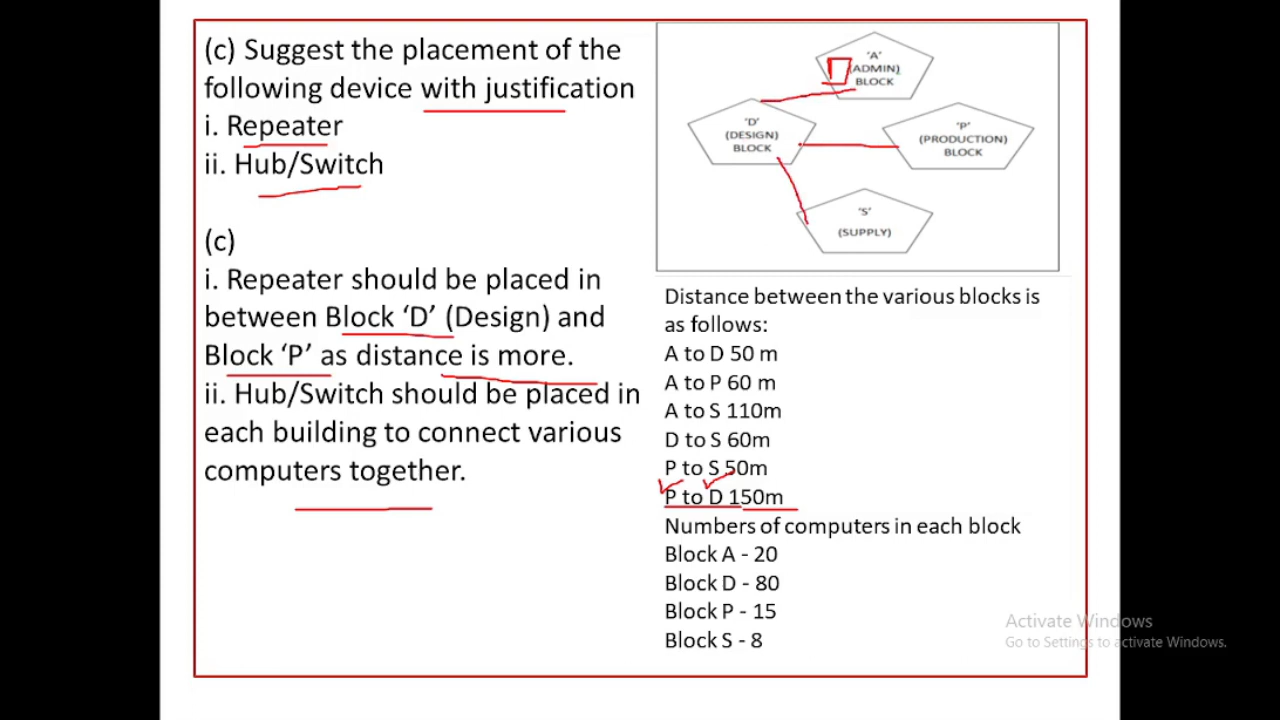 (c) Suggest the placement of the
following device with justification
i. Repeater
ii. Hub/Switch
(c)
i. Repeater should be placed in
between Block ‘D’ (Design) and
Block ‘P’ as distance is more.
ii. Hub/Switch should be placed in
each building to connect various
computers together.
‘A’
(ADMIN)
BLOCK
‘D’
(DESIGN)
BLOCK
‘P’
(PRODUCTION)
BLOCK
‘S’
(SUPPLY)
Distance between the various blocks is
as follows:
A to D 50 m
A to P 60 m
A to S 110m
D to S 60m
P to S 50m
P to D 150m
Numbers of computers in each block
Block A - 20
Block D - 80
Block P - 15
Block S - 8
Activate Windows
Go to Settings to activate Windows.